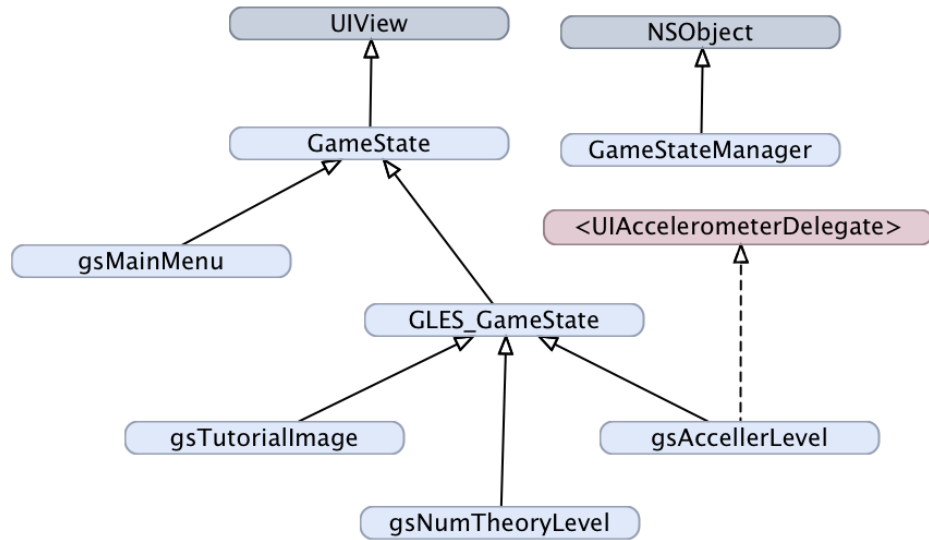 UIView
NSObject
GameState
GameStateManager
<UIAccelerometerDelegate>
gsMainMenu
GLES_GameState
gsTutorialImage
gsAccellerLevel
gsNumTheoryLevel